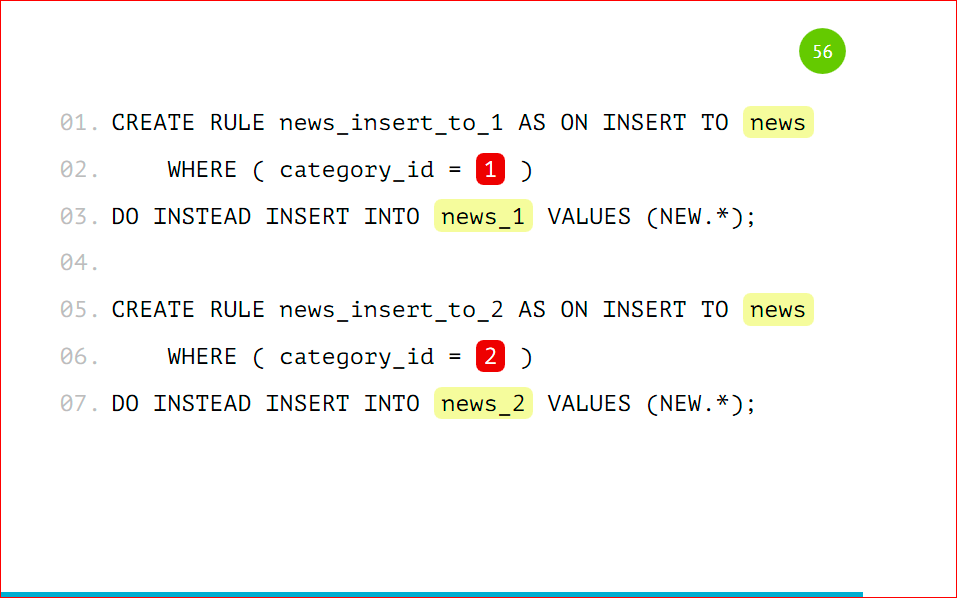 56
01. CREATE RULE news_insert_to_1 AS ON INSERT TO news
02.     WHERE ( category_id = 1 )
03. DO INSTEAD INSERT INTO news_1 VALUES (NEW.*);
04.
05. CREATE RULE news_insert_to_2 AS ON INSERT TO news
06.     WHERE ( category_id = 2 )
07. DO INSTEAD INSERT INTO news_2 VALUES (NEW.*);